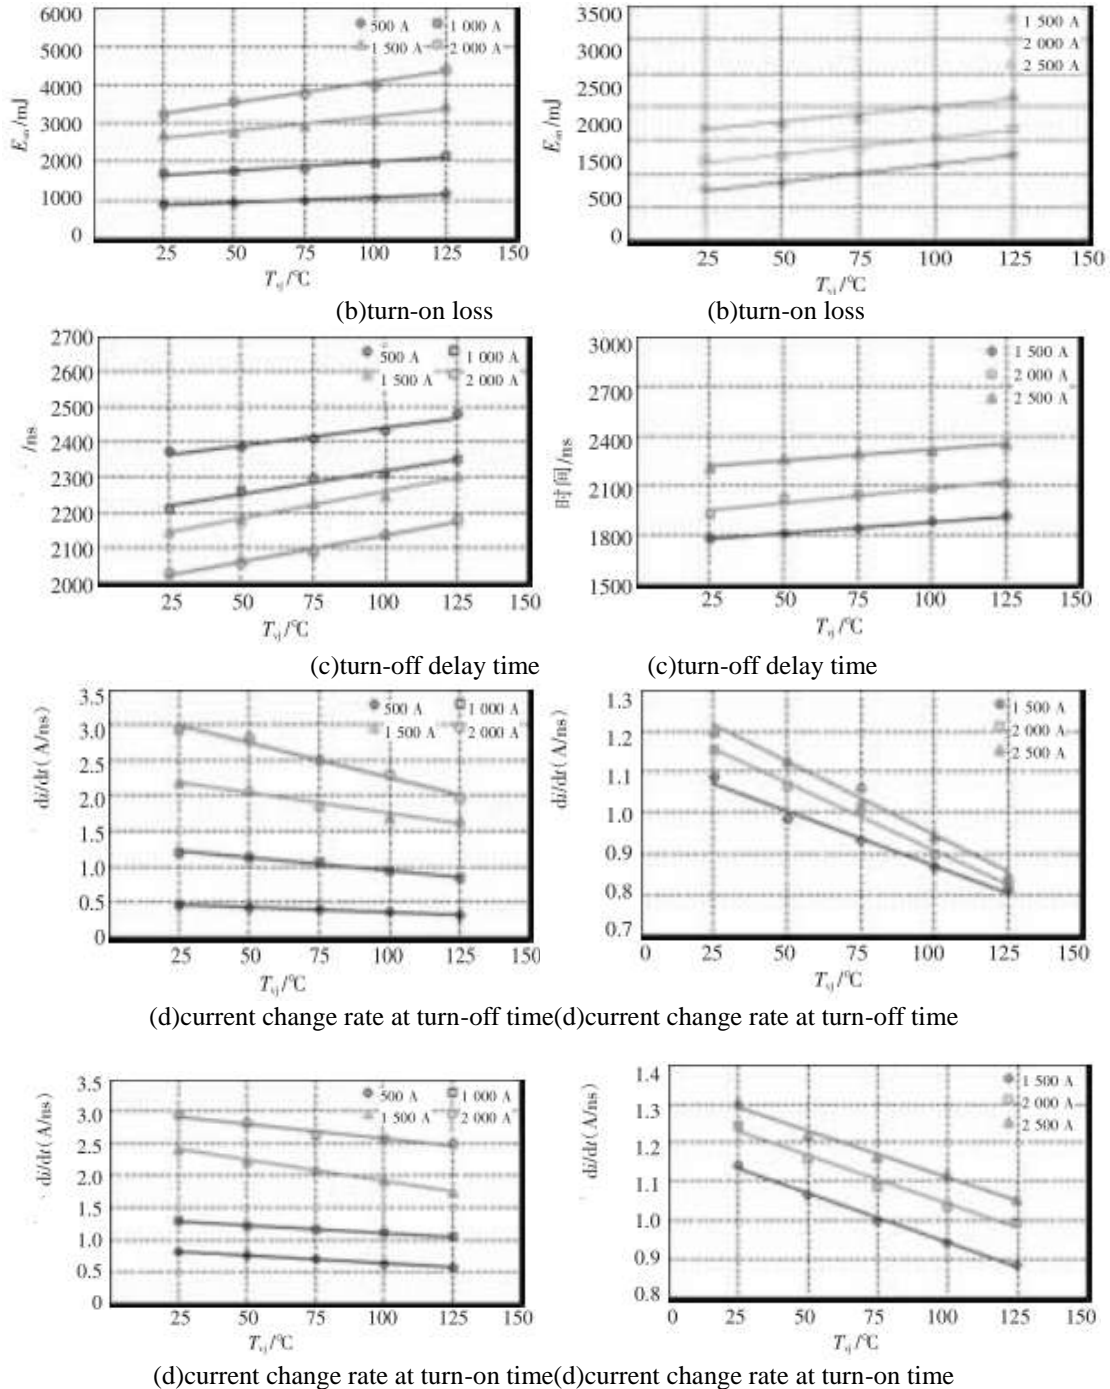 6000
5000
4000
3000
2000
1000
0
E /mJ
500 A 1 000 A
1 500 A 2 000 A
25 50 75 100 125 150
Tvj/℃
3500
3000
2500
2000
1500
500
0
E /mJ
1 500 A
2 000 A
2 500 A
25 50 75 100 125 150
Tvj/℃
(b)turn-on loss (b)turn-on loss
2700
2600
2500
2400
2300
2200
2100
2000
/ns
500 A 1 000 A
1 500 A 2 000 A
25 50 75 100 125 150
Tvj/℃
3000
2700
2400
2100
1800
1500
时间/ns
1 500 A
2 000 A
2 500 A
25 50 75 100 125 150
Tvj/℃
(c)turn-off delay time (c)turn-off delay time
3.5
3.0
2.5
2.0
1.5
1.0
0.5
0
di/dt(A/ns)
500 A 1 000 A
1 500 A 2 000 A
25 50 75 100 125 150
Tvj/℃
1.3
1.2
1.1
1.0
0.9
0.8
0.7
di/dt(A/ns)
1 500 A
2 000 A
2 500 A
0 25 50 75 100 125 150
Tvj/℃
(d)current change rate at turn-off time(d)current change rate at turn-off time
3.5
3.0
2.5
2.0
1.5
1.0
0.5
0
di/dt(A/ns)
500 A 1 000 A
1 500 A 2 000 A
25 50 75 100 125 150
Tvj/℃
1.4
1.3
1.2
1.1
1.0
0.9
0.8
di/dt(A/ns)
1 500 A
2 000 A
2 500 A
0 25 50 75 100 125 150
Tvj/℃
(d)current change rate at turn-on time(d)current change rate at turn-on time